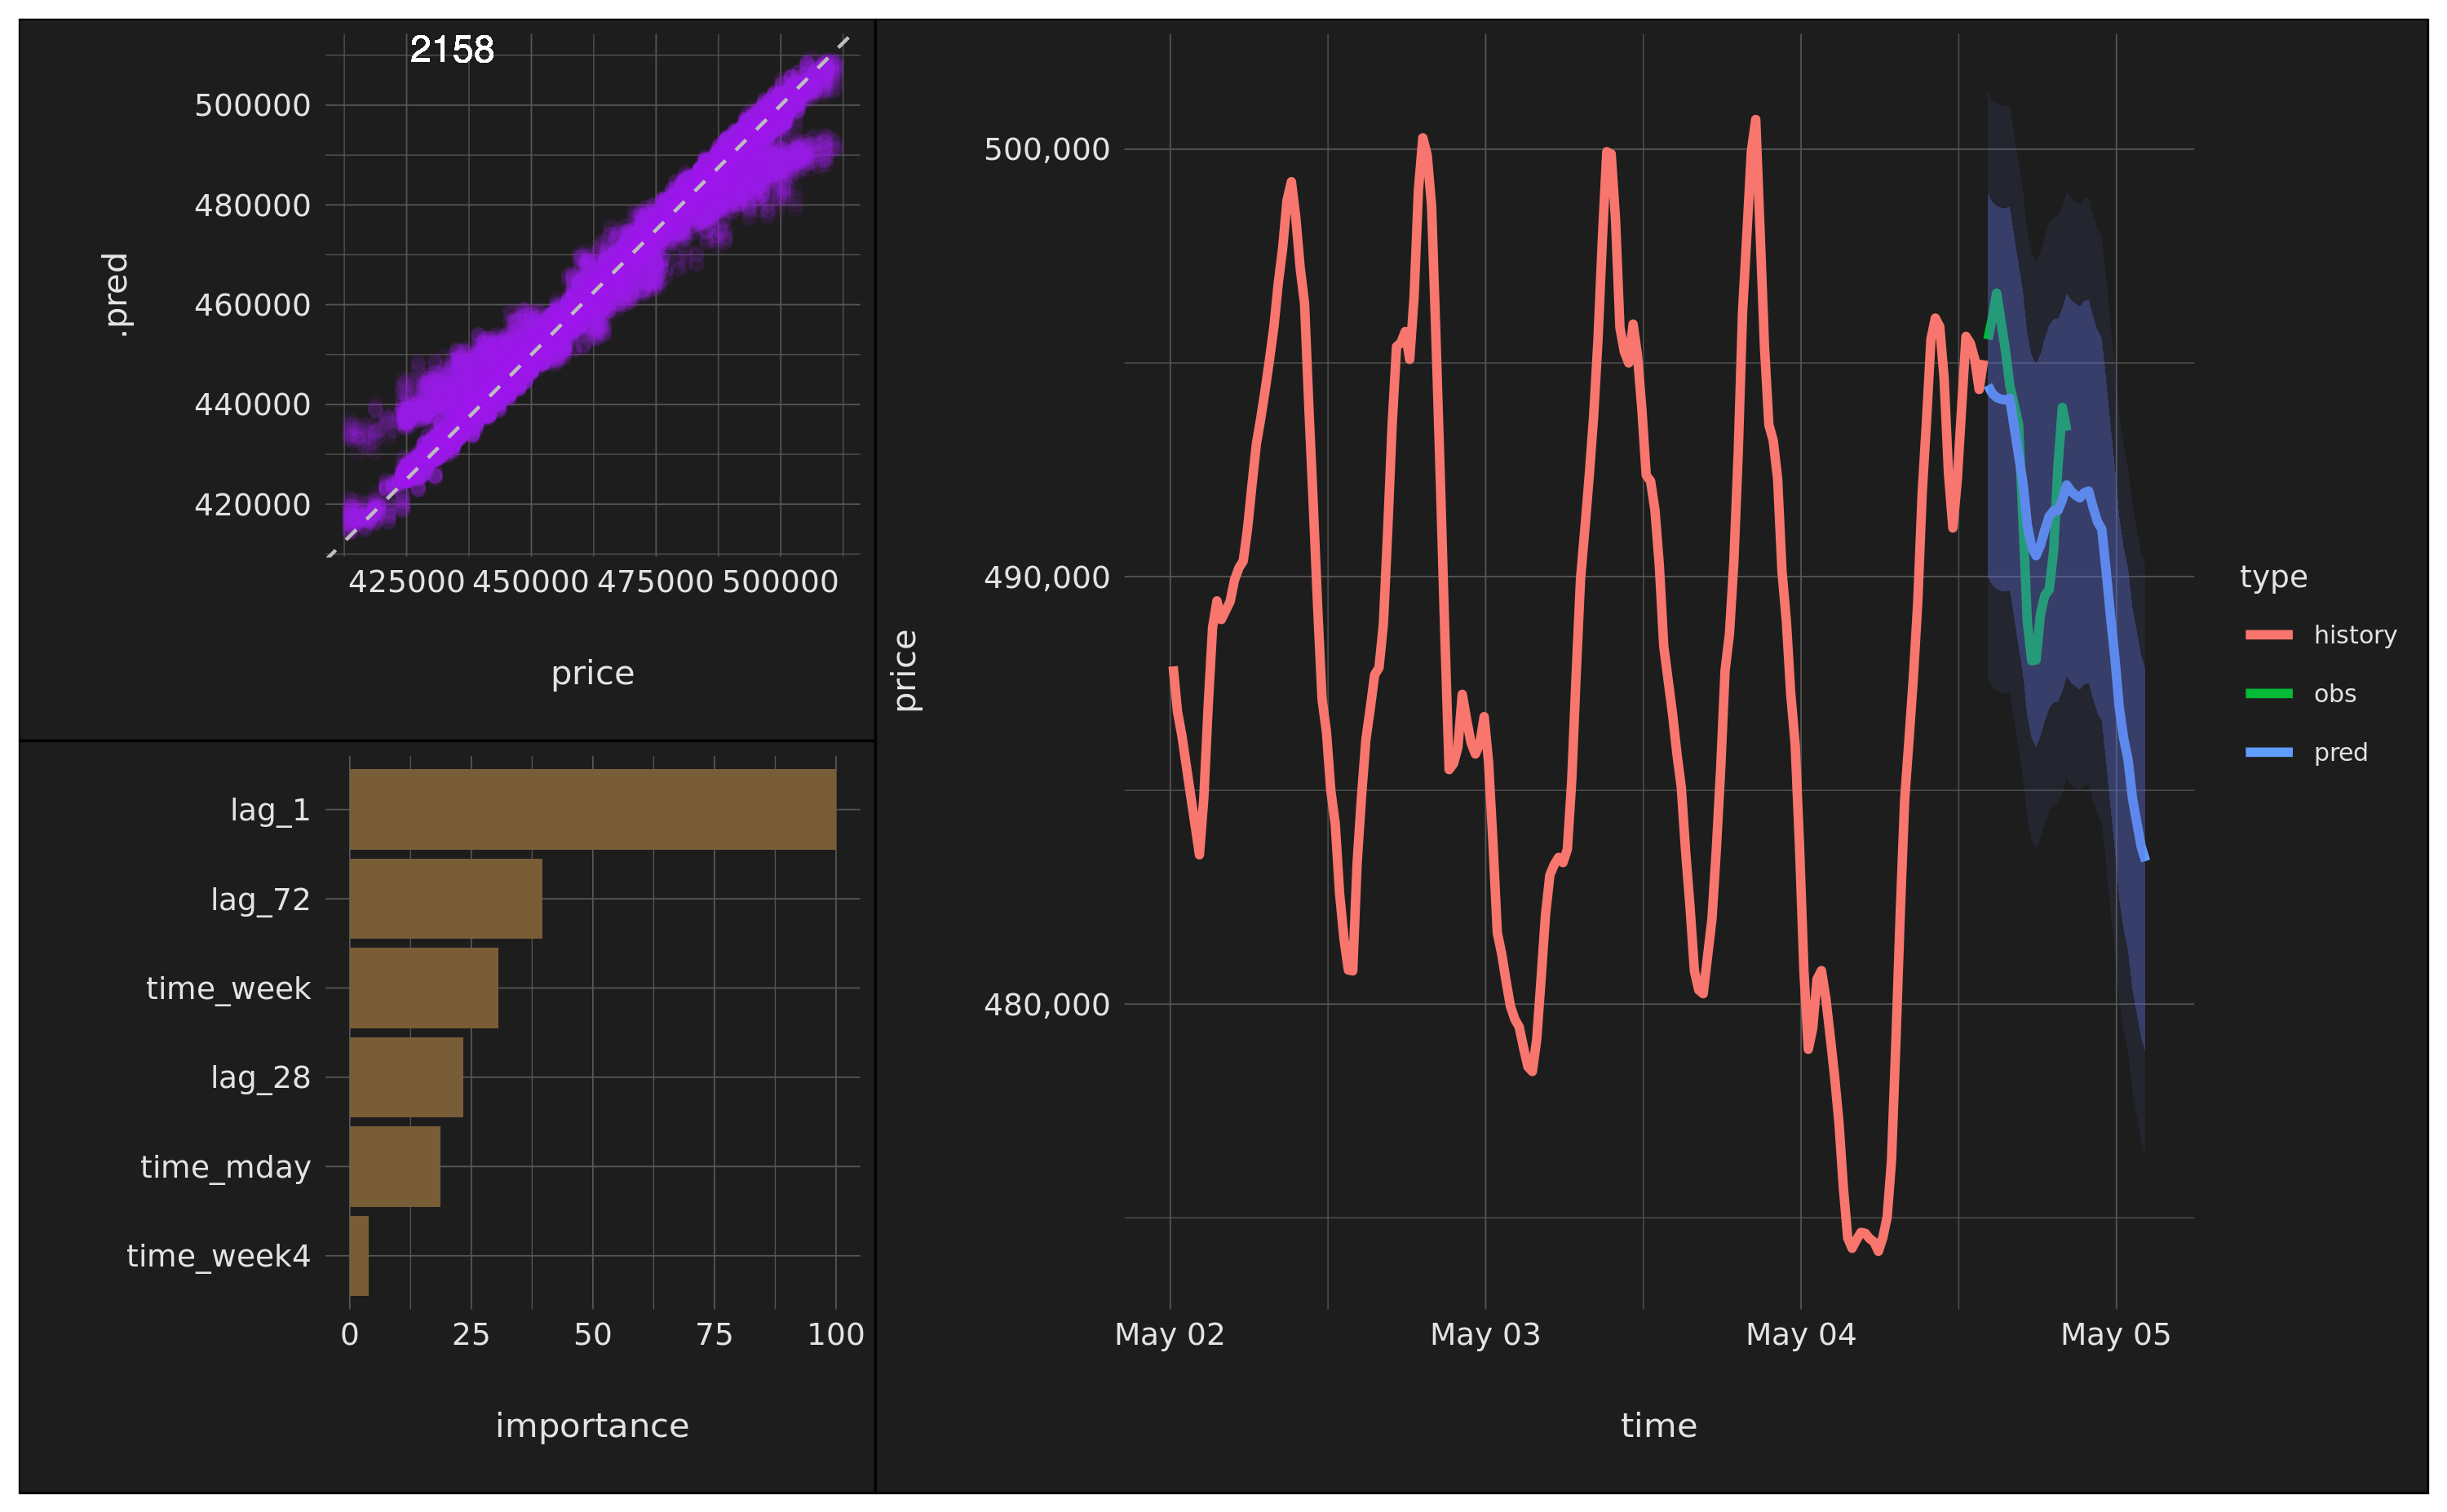 2158
500000
480000
460000
440000
420000
.pred
425000 450000 475000 500000
price
lag_1
lag_72
time_week
lag_28
time_mday
time_week4
0 25 50 75 100
importance
500,000
490,000
480,000
price
May 02 May 03 May 04 May 05
time
type
history
obs
pred